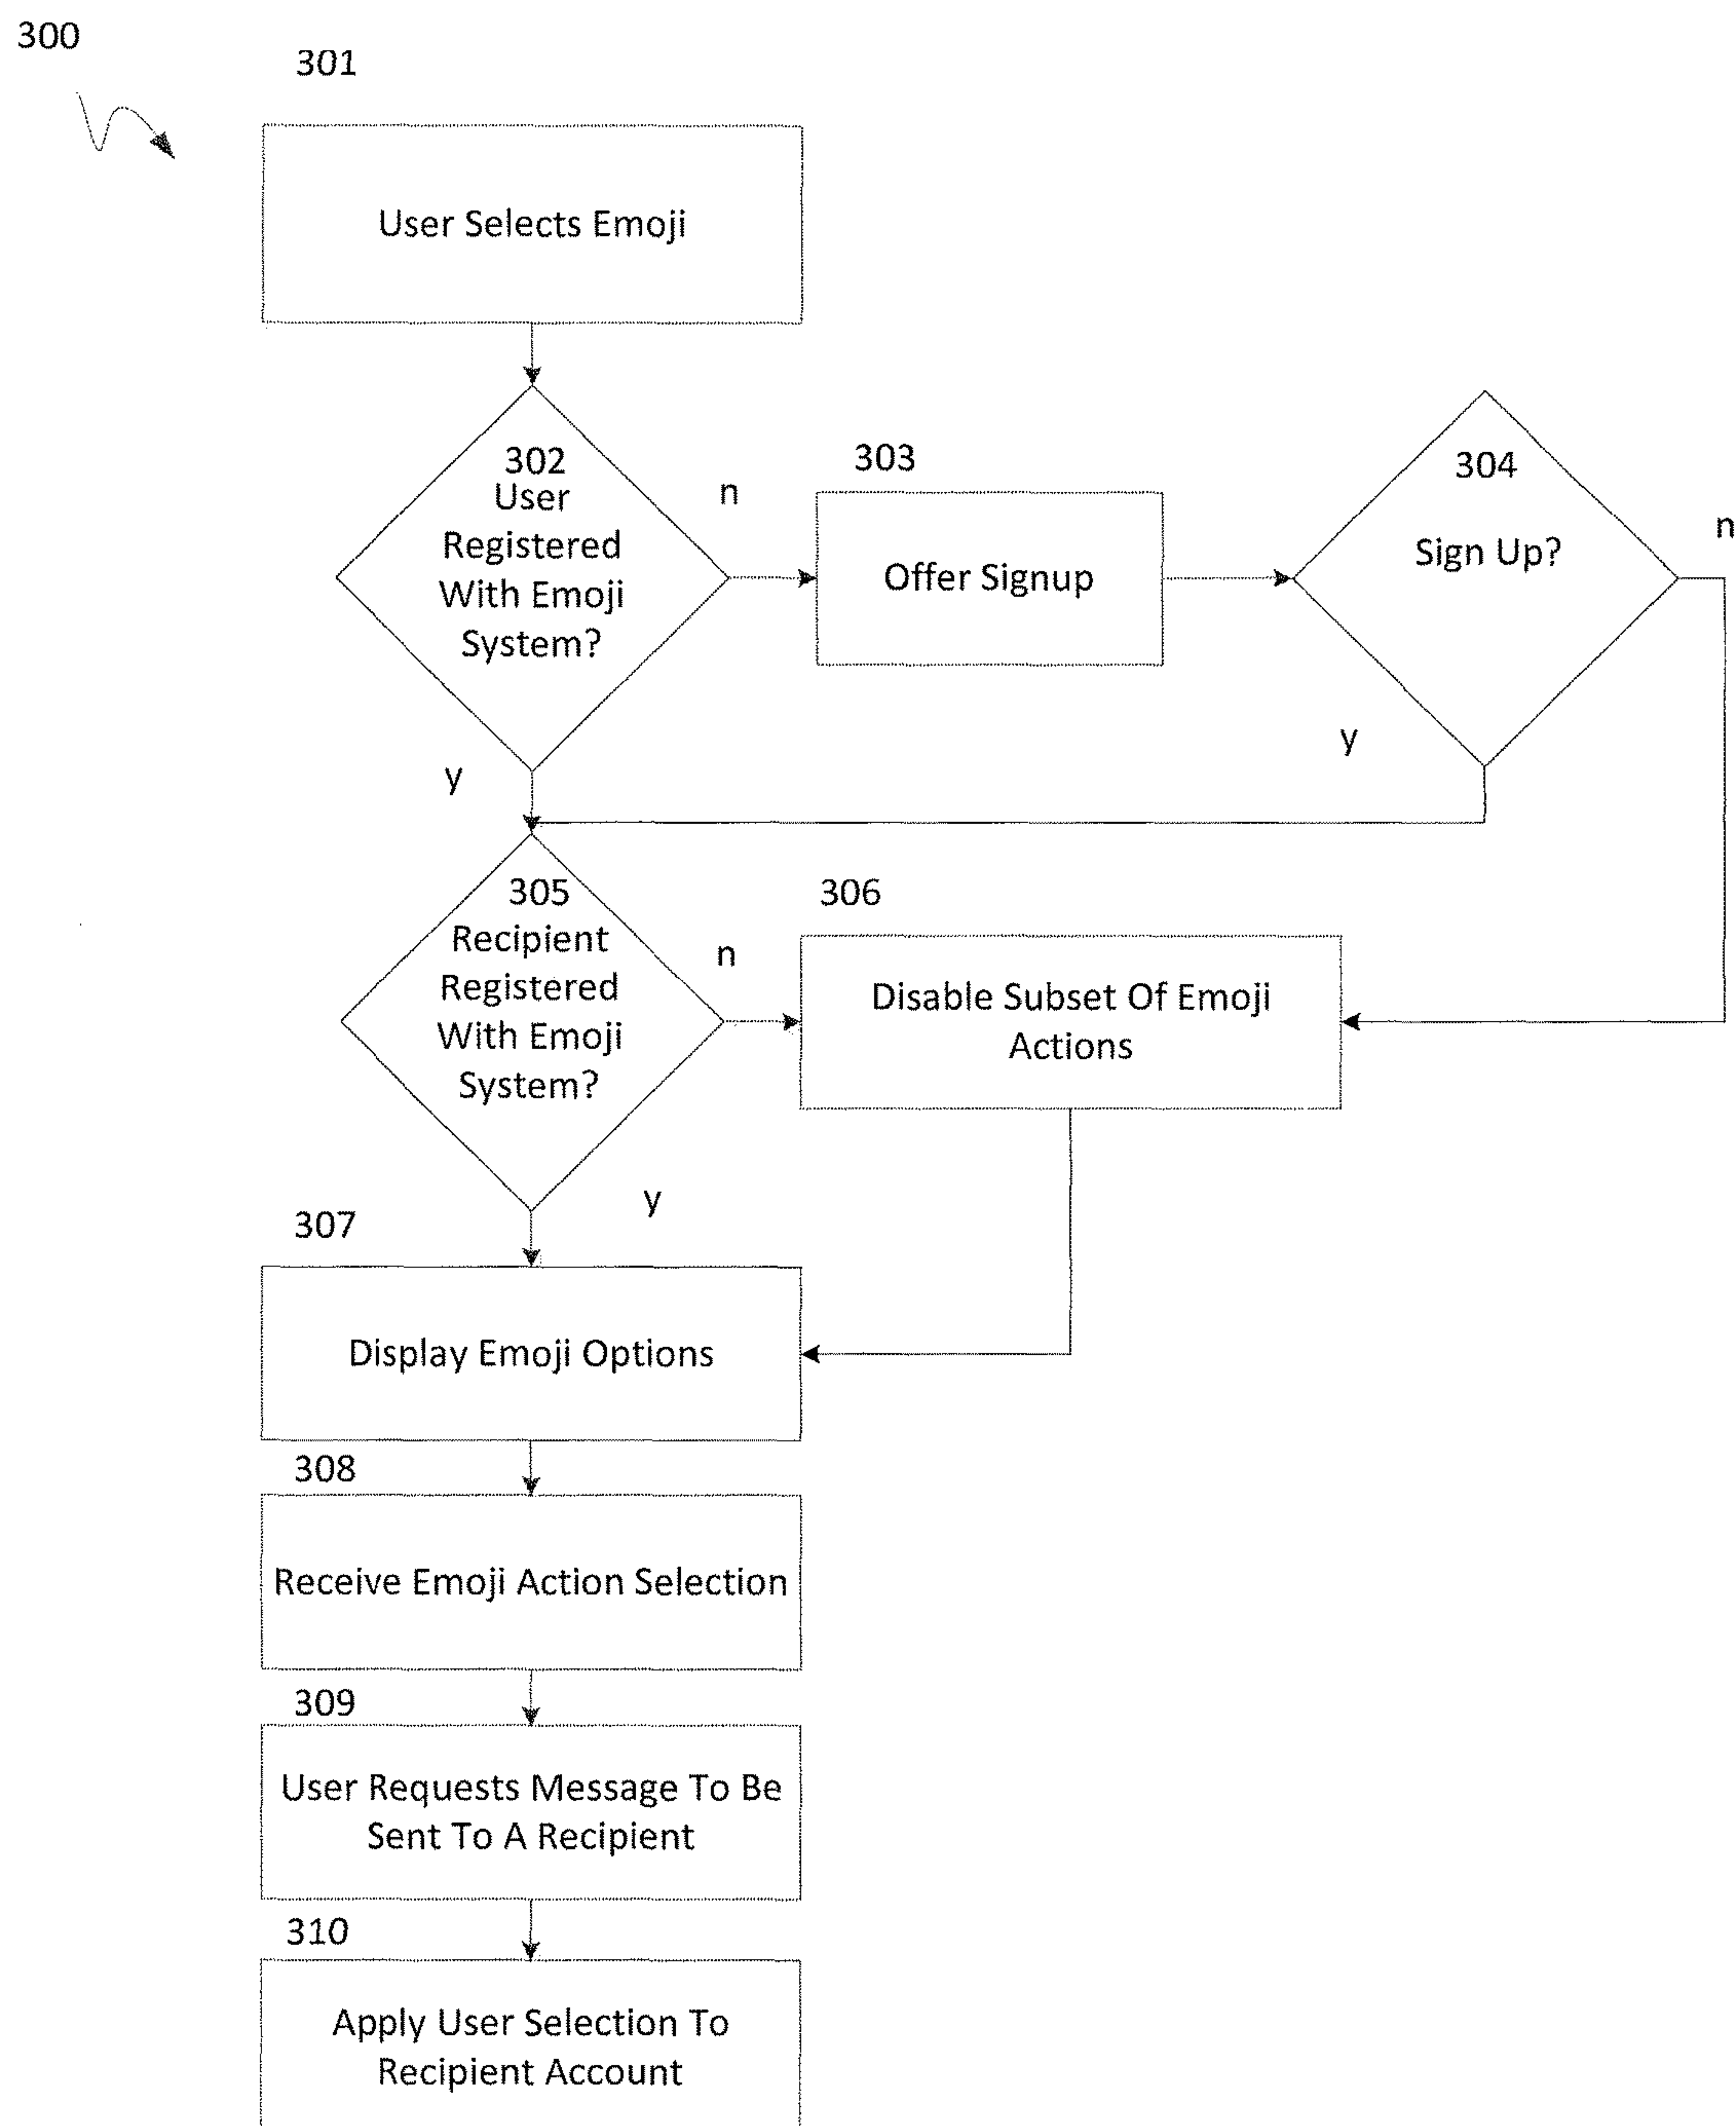 300
301
User Selects Emoji
302
User
Registered
With Emoji
System?
n
303
Offer Signup
304
Sign Up?
n
y
y
305
Recipient
Registered
With Emoji
System?
n
306
Disable Subset Of Emoji
Actions
y
307
Display Emoji Options
308
Receive Emoji Action Selection
309
User Requests Message To Be
Sent To A Recipient
310
Apply User Selection To
Recipient Account